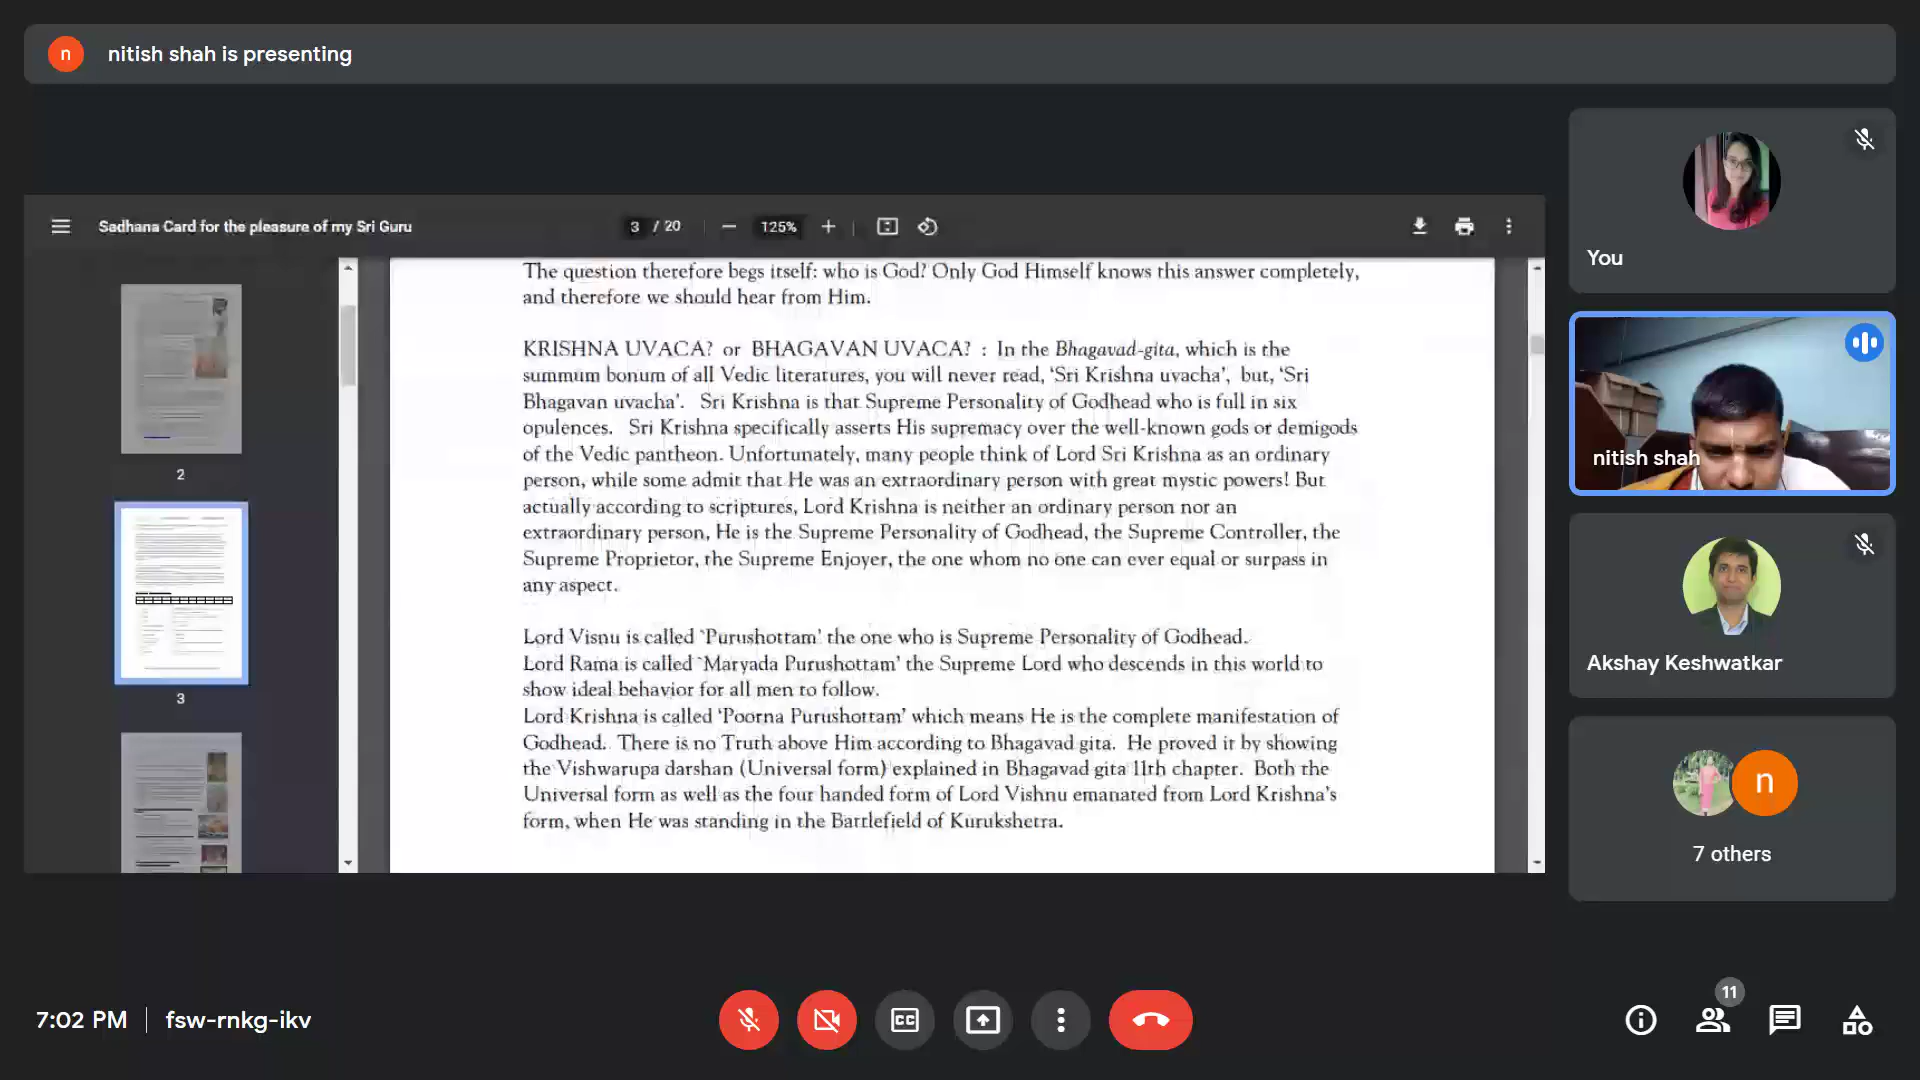 n nitish shah is presenting
Sadhana Card for the pleasure of my Sri Guru 3 / 20 125%
2
3
The question therefore begs itself: who is God? Only God Himself knows this answer completely,
and therefore we should hear from Him.
KRISHNA UVACA? or BHAGAVAN UVACA? : In the Bhagavad-gita, which is the
summum bonum of all Vedic literatures, you will never read, 'Sri Krishna uvacha', but, 'Sri
Bhagavan uvacha'. Sri Krishna is that Supreme Personality of Godhead who is full in six
opulences. Sri Krishna specifically asserts His supremacy over the well-known gods or demigods
of the Vedic pantheon. Unfortunately, many people think of Lord Sri Krishna as an ordinary
person, while some admit that He was an extraordinary person with great mystic powers! But
actually according to scriptures, Lord Krishna is neither an ordinary person nor an
extraordinary person, He is the Supreme Personality of Godhead, the Supreme Controller, the
Supreme Proprietor, the Supreme Enjoyer, the one whom no one can ever equal or surpass in
any aspect.
Lord Visnu is called `Purushottam' the one who is Supreme Personality of Godhead.
Lord Rama is called `Maryada Purushottam' the Supreme Lord who descends in this world to
show ideal behavior for all men to follow.
Lord Krishna is called 'Poorna Purushottam' which means He is the complete manifestation of
Godhead. There is no Truth above Him according to Bhagavad gita. He proved it by showing
the Vishwarupa darshan (Universal form) explained in Bhagavad gita 11th chapter. Both the
Universal form as well as the four handed form of Lord Vishnu emanated from Lord Krishna's
form, when He was standing in the Battlefield of Kurukshetra.
You
nitish shah
Akshay Keshwatkar
n
7 others
7:02 PM fsw-rnkg-ikv
CC
11